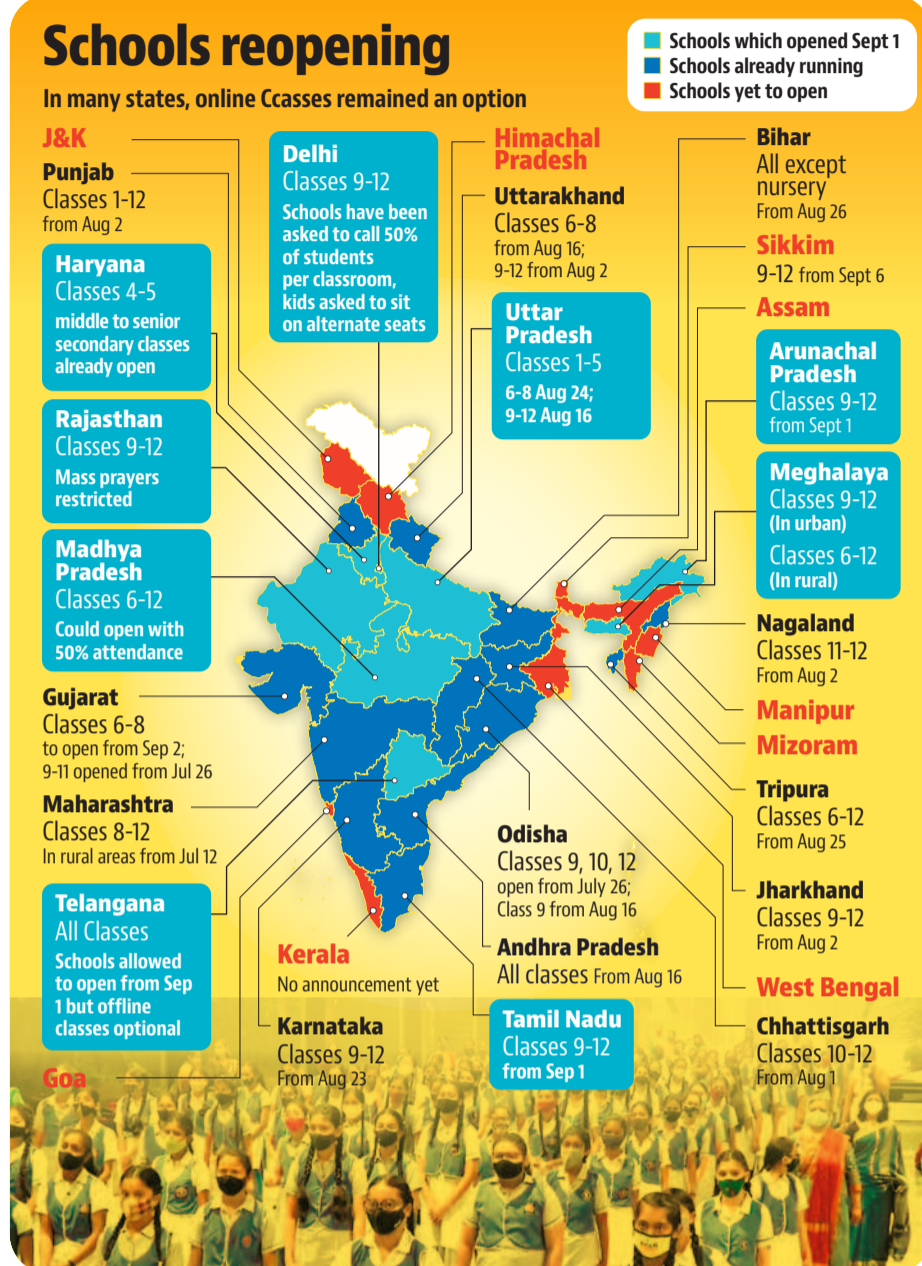 Schools reopening
In many states, online Ccasses remained an option
Schools which opened Sept 1
Schools already running
Schools yet to open
J&K
Punjab
Classes 1-12
from Aug 2
Haryana
Classes 4-5
middle to senior
secondary classes
already open
Rajasthan
Classes 9-12
Mass prayers
restricted
Madhya
Pradesh
Classes 6-12
Could open with
50% attendance
Gujarat
Classes 6-8
to open from Sep 2;
9-11 opened from Jul 26
Maharashtra
Classes 8-12
In rural areas from Jul 12
Telangana
All Classes
Schools allowed
to open from Sep
1 but offline
classes optional
Goa
Delhi
Classes 9-12
Schools have been
asked to call 50%
of students
per classroom,
kids asked to sit
on alternate seats
Himachal
Pradesh
Uttarakhand
Classes 6-8
from Aug 16;
9-12 from Aug 2
Uttar
Pradesh
Classes 1-5
6-8 Aug 24;
9-12 Aug 16
Kerala
No announcement yet
Karnataka
Classes 9-12
From Aug 23
Odisha
Classes 9, 10, 12
open from July 26;
Class 9 from Aug 16
Andhra Pradesh
All classes From Aug 16
Tamil Nadu
Classes 9-12
from Sep 1
Bihar
All except
nursery
From Aug 26
Sikkim
9-12 from Sept 6
Assam
Arunachal
Pradesh
Classes 9-12
from Sept 1
Meghalaya
Classes 9-12
(In urban)
Classes 6-12
(In rural)
Nagaland
Classes 11-12
From Aug 2
Manipur
Mizoram
Tripura
Classes 6-12
From Aug 25
Jharkhand
Classes 9-12
From Aug 2
West Bengal
Chhattisgarh
Classes 10-12
From Aug 1